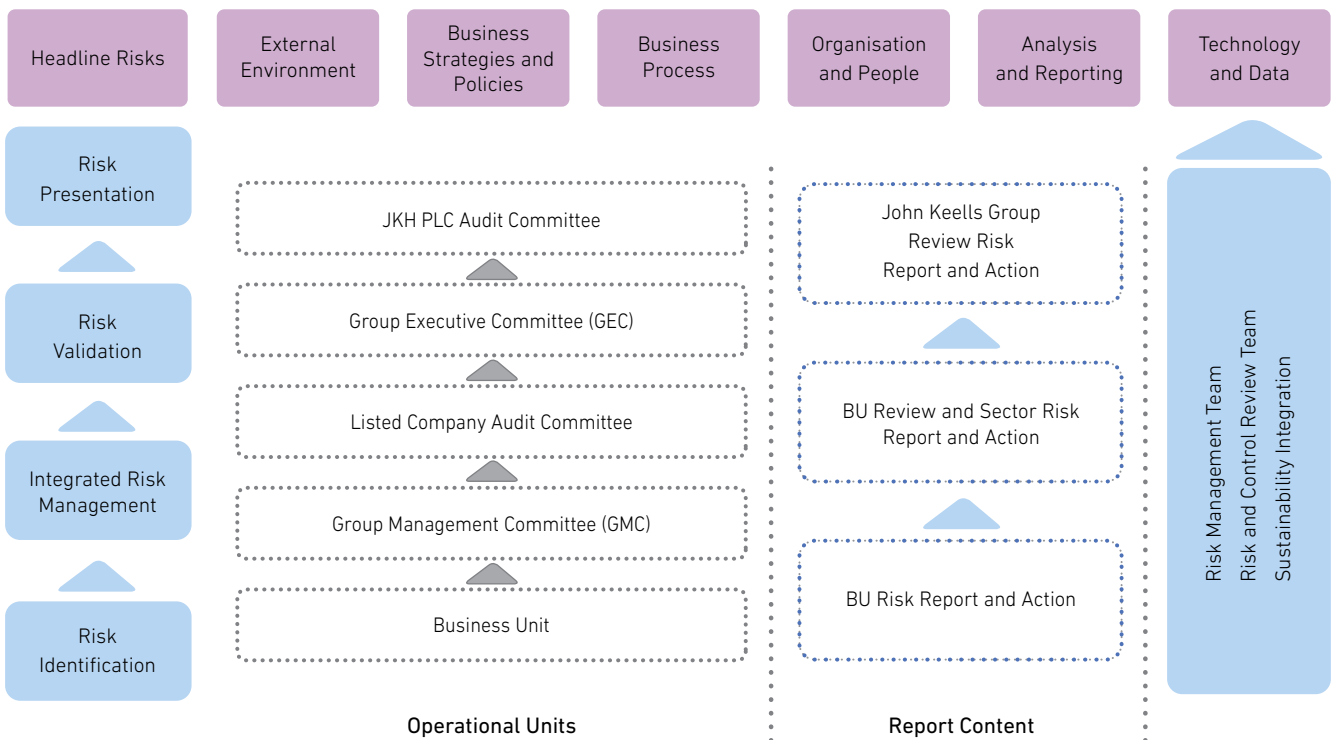 Headline Risks
External
Environment
Business
Strategies and
Policies
Business
Process
Organisation
and People
Analysis
and Reporting
Technology
and Data
Risk
Presentation
Risk
Validation
Integrated Risk
Management
Risk
Identification
JKH PLC Audit Committee
Group Executive Committee (GEC)
Listed Company Audit Committee
Group Management Committee (GMC)
Business Unit
Operational Units
John Keells Group
Review Risk
Report and Action
BU Review and Sector Risk
Report and Action
BU Risk Report and Action
Report Content
Risk Management Team
Risk and Control Review Team
Sustainability Integration